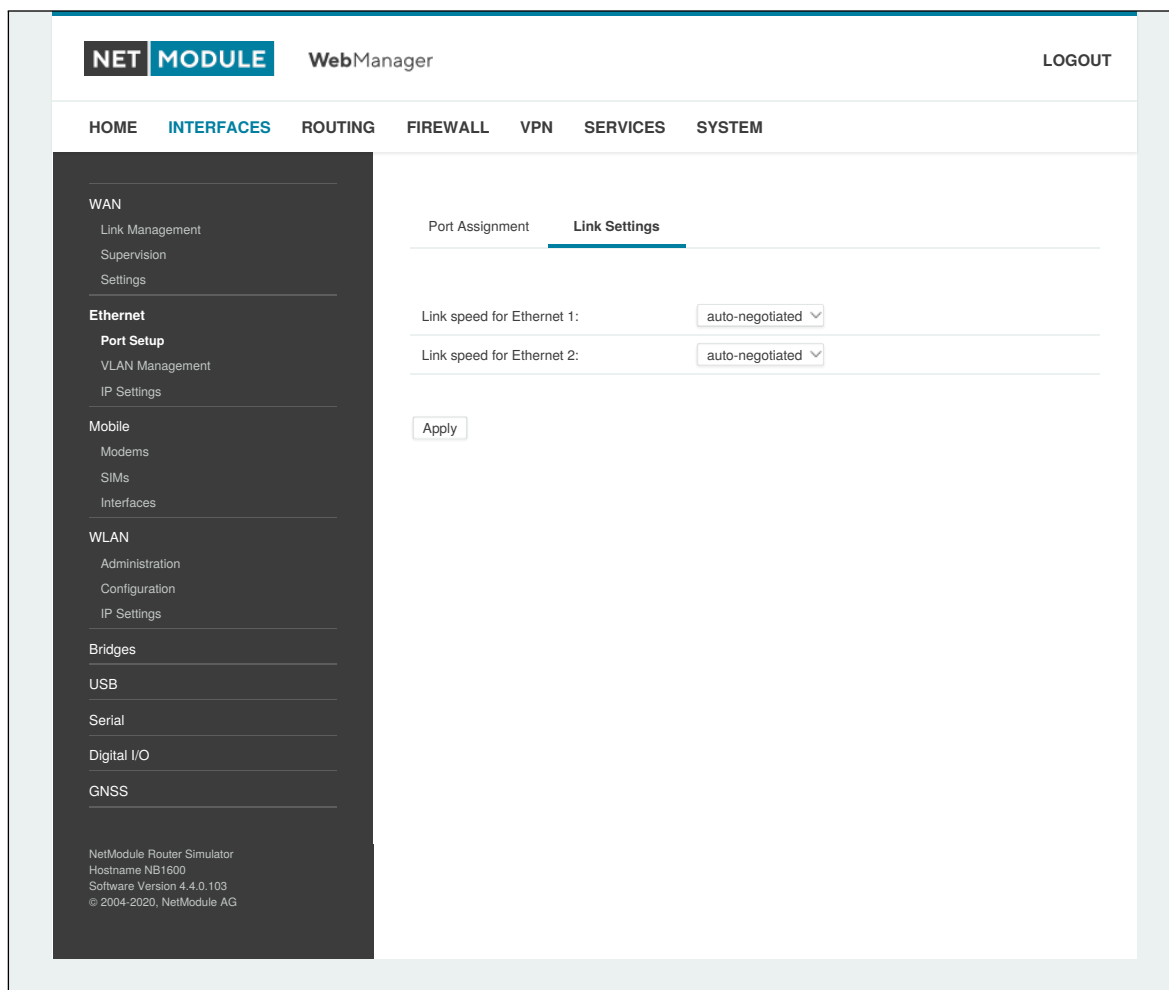 NET MODULE WebManager LOGOUT
HOME INTERFACES ROUTING FIREWALL VPN SERVICES SYSTEM
WAN
Link Management
Supervision
Settings
Ethernet
Port Setup
VLAN Management
IP Settings
Mobile
Modems
SIMs
Interfaces
WLAN
Administration
Configuration
IP Settings
Bridges
USB
Serial
Digital I/O
GNSS
NetModule Router Simulator
Hostname NB1600
Software Version 4.4.0.103
© 2004-2020, NetModule AG
Port Assignment Link Settings
Link speed for Ethernet 1: auto-negotiated
Link speed for Ethernet 2: auto-negotiated
Apply